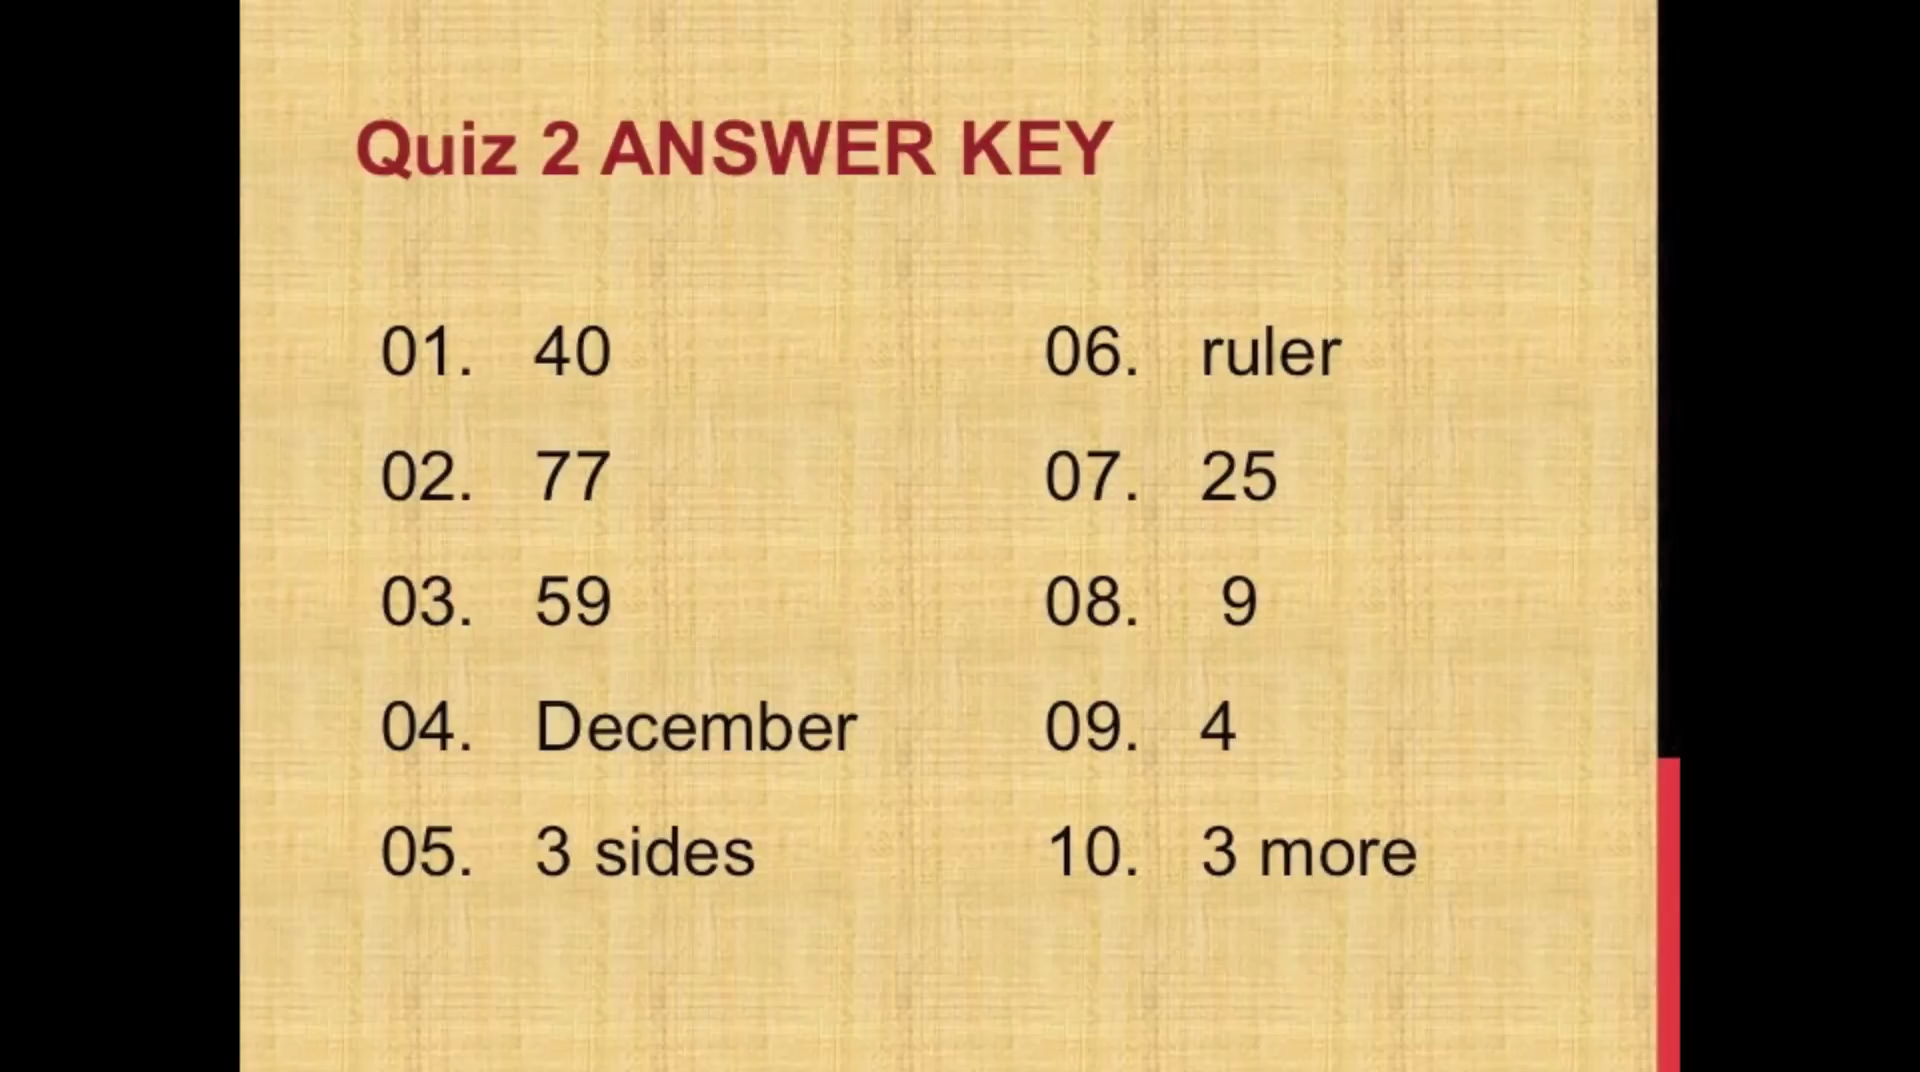 Quiz 2 ANSWER KEY
01. 40
02. 77
03. 59
04. December
05. 3 sides
06. ruler
07. 25
08. 9
09. 4
10. 3 more